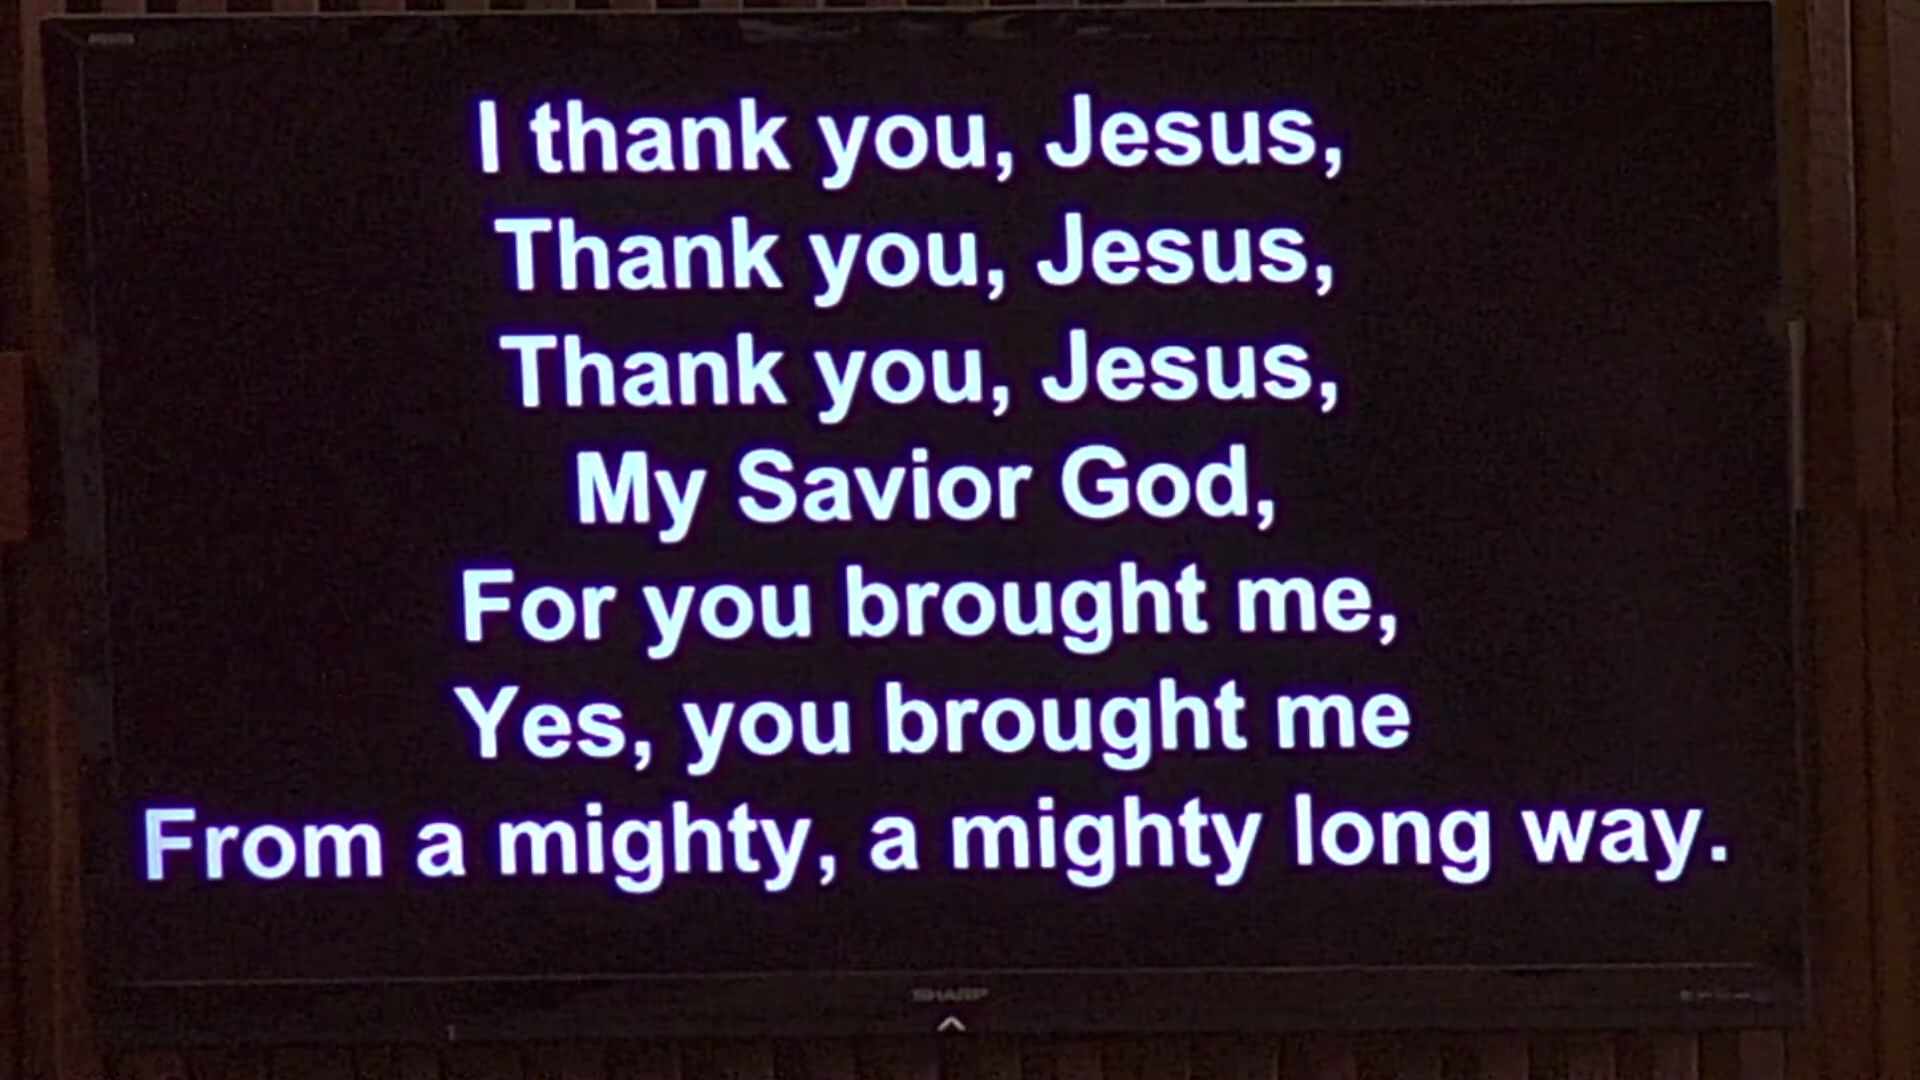 I thank you, Jesus,
Thank you, Jesus,
Thank you, Jesus,
My Savior God,
For you brought me,
Yes, you brought me
From a mighty, a mighty long way.
SHARP